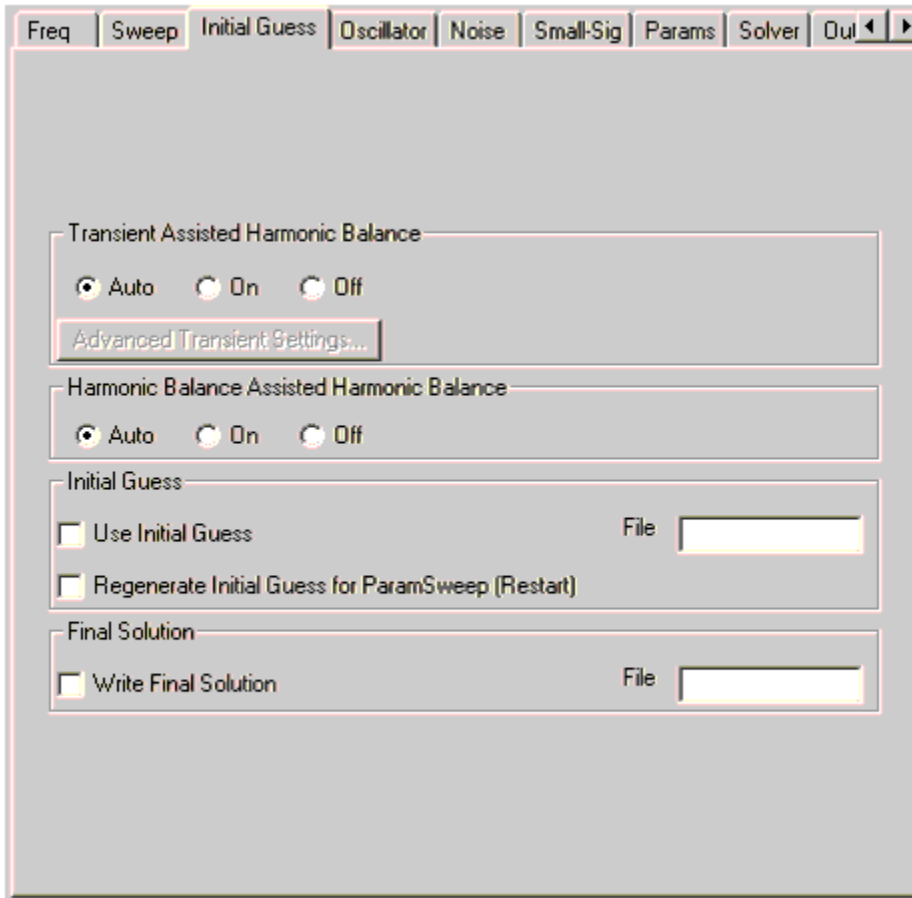 Freq Sweep Initial Guess Oscillator Noise Small-Sig Params Solver
Transient Assisted Harmonic Balance
Auto On Off
Advanced Transient Settings...
Harmonic Balance Assisted Harmonic Balance
Auto On Off
Initial Guess
Use Initial Guess File
Regenerate Initial Guess for ParamSweep (Restart)
Final Solution
Write Final Solution File